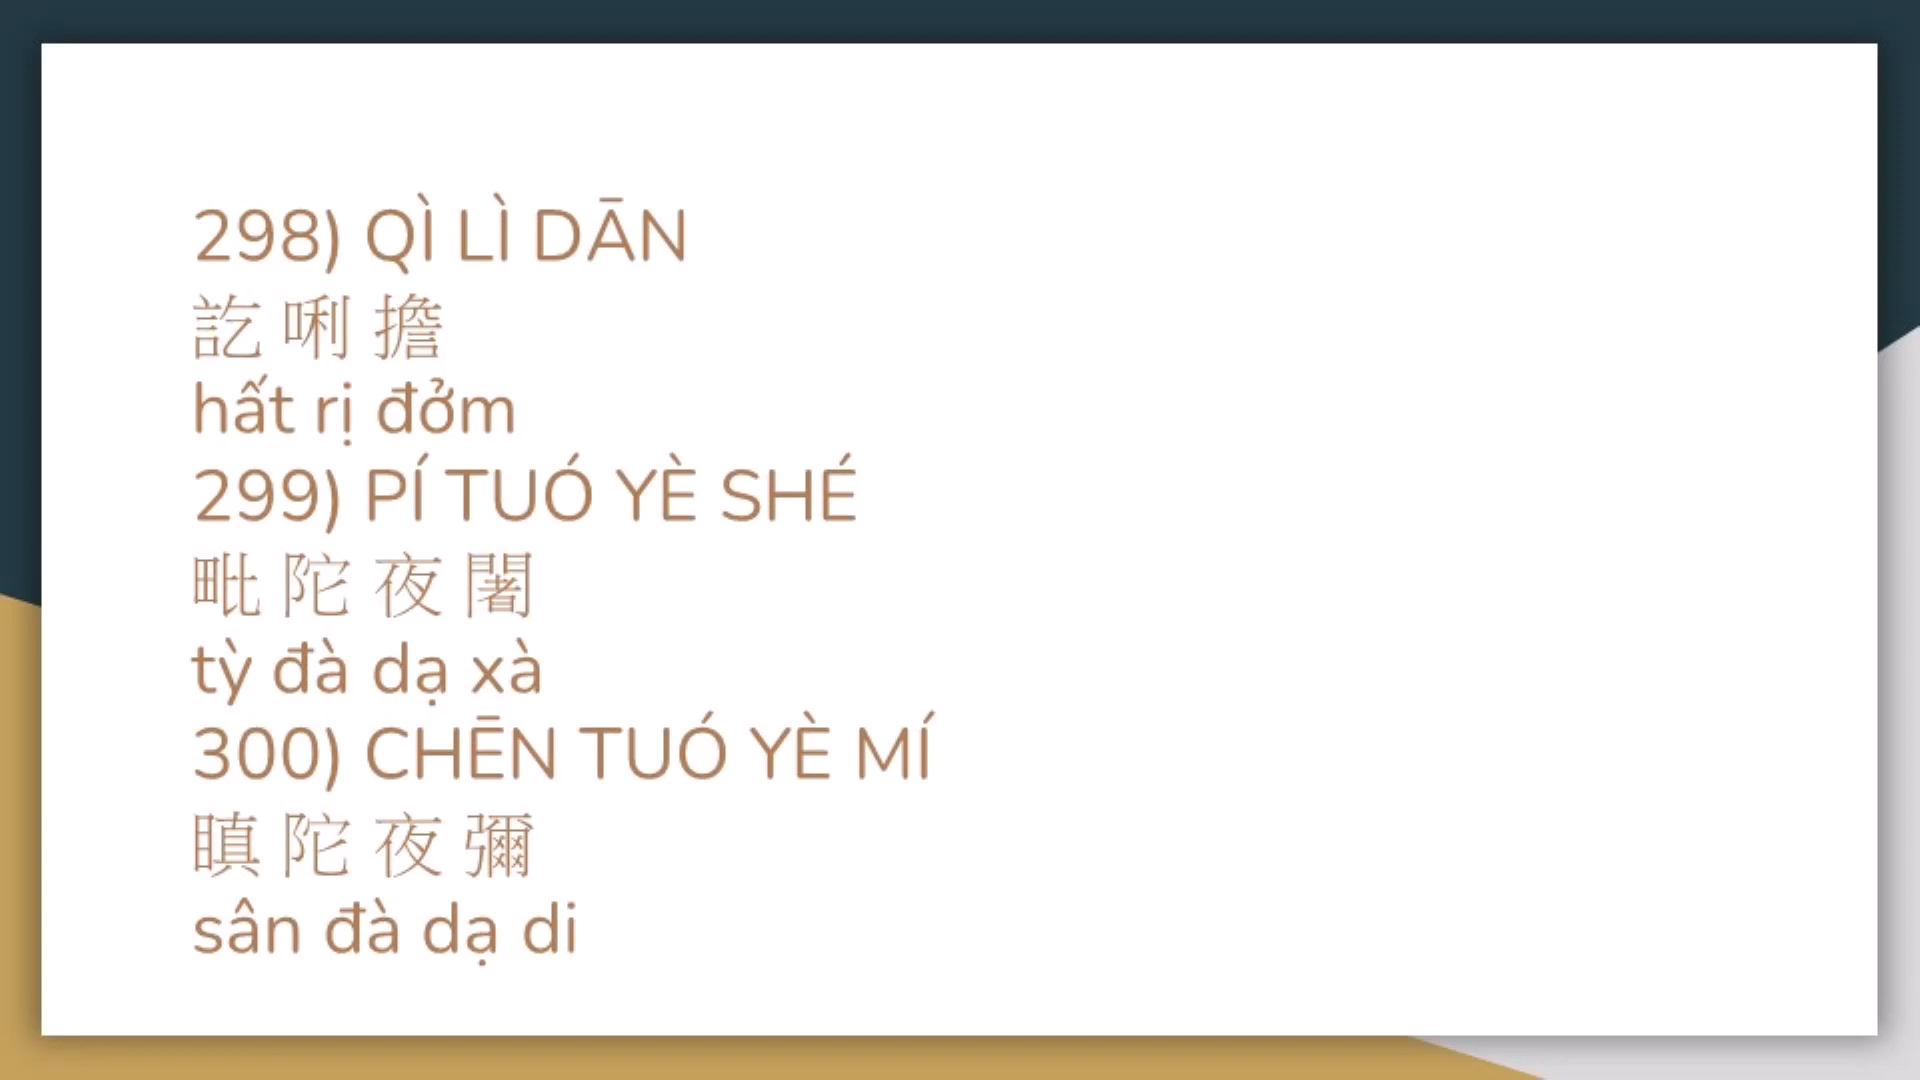 298) QÌ LÌ DĀN
訖 唎 擔
hất rị đởm
299) PÍ TUÓ YÈ SHÉ
毗 陀 夜 闍
tỳ đà dạ xà
300) CHĒN TUÓ YÈ MÍ
瞋 陀 夜 彌
sân đà dạ di